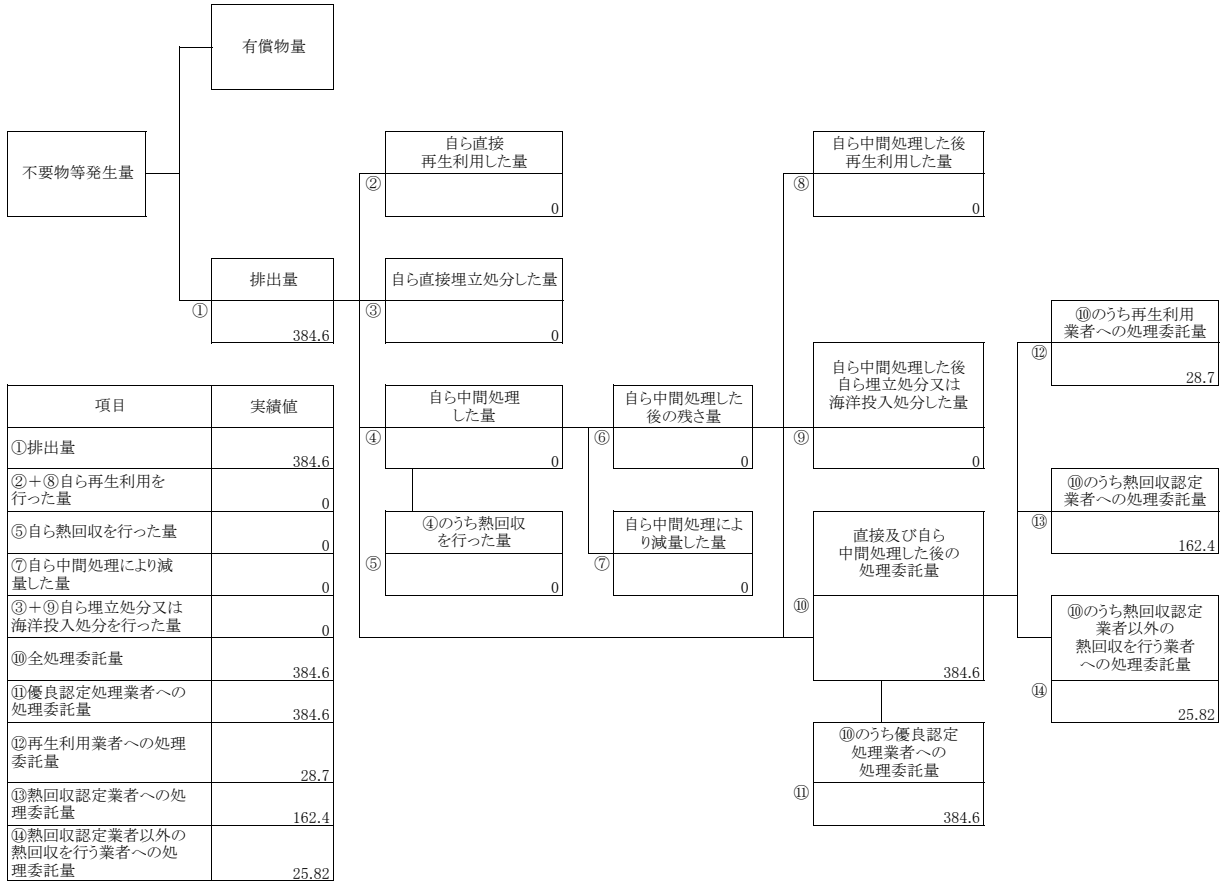 有償物量
不要物等発生量
自ら直接
再生利用した量
②
0
自ら中間処理した後
再生利用した量
⑧
0
排出量
①
384.6
自ら直接埋立処分した量
③
0
⑩のうち再生利用
業者への処理委託量
⑫
28.7
自ら中間処理
した量
④
0
自ら中間処理した
後の残さ量
⑥
0
自ら中間処理した後
自ら埋立処分又は
海洋投入処分した量
⑨
0
⑩のうち熱回収認定
業者への処理委託量
⑬
162.4
④のうち熱回収
を行った量
⑤
0
自ら中間処理によ
り減量した量
⑦
0
直接及び自ら
中間処理した後の
処理委託量
⑩
384.6
⑩のうち熱回収認定
業者以外の
熱回収を行う業者
への処理委託量
⑭
25.82
⑩のうち優良認定
処理業者への
処理委託量
⑪
384.6
項目 実績値
①排出量
384.6
②+⑧自ら再生利用を
行った量
0
⑤自ら熱回収を行った量
0
⑦自ら中間処理により減
量した量
0
③+⑨自ら埋立処分又は
海洋投入処分を行った量
0
⑩全処理委託量
384.6
⑪優良認定処理業者への
処理委託量
384.6
⑫再生利用業者への処理
委託量
28.7
⑬熱回収認定業者への処
理委託量
162.4
⑭熱回収認定業者以外の
熱回収を行う業者への処
理委託量
25.82